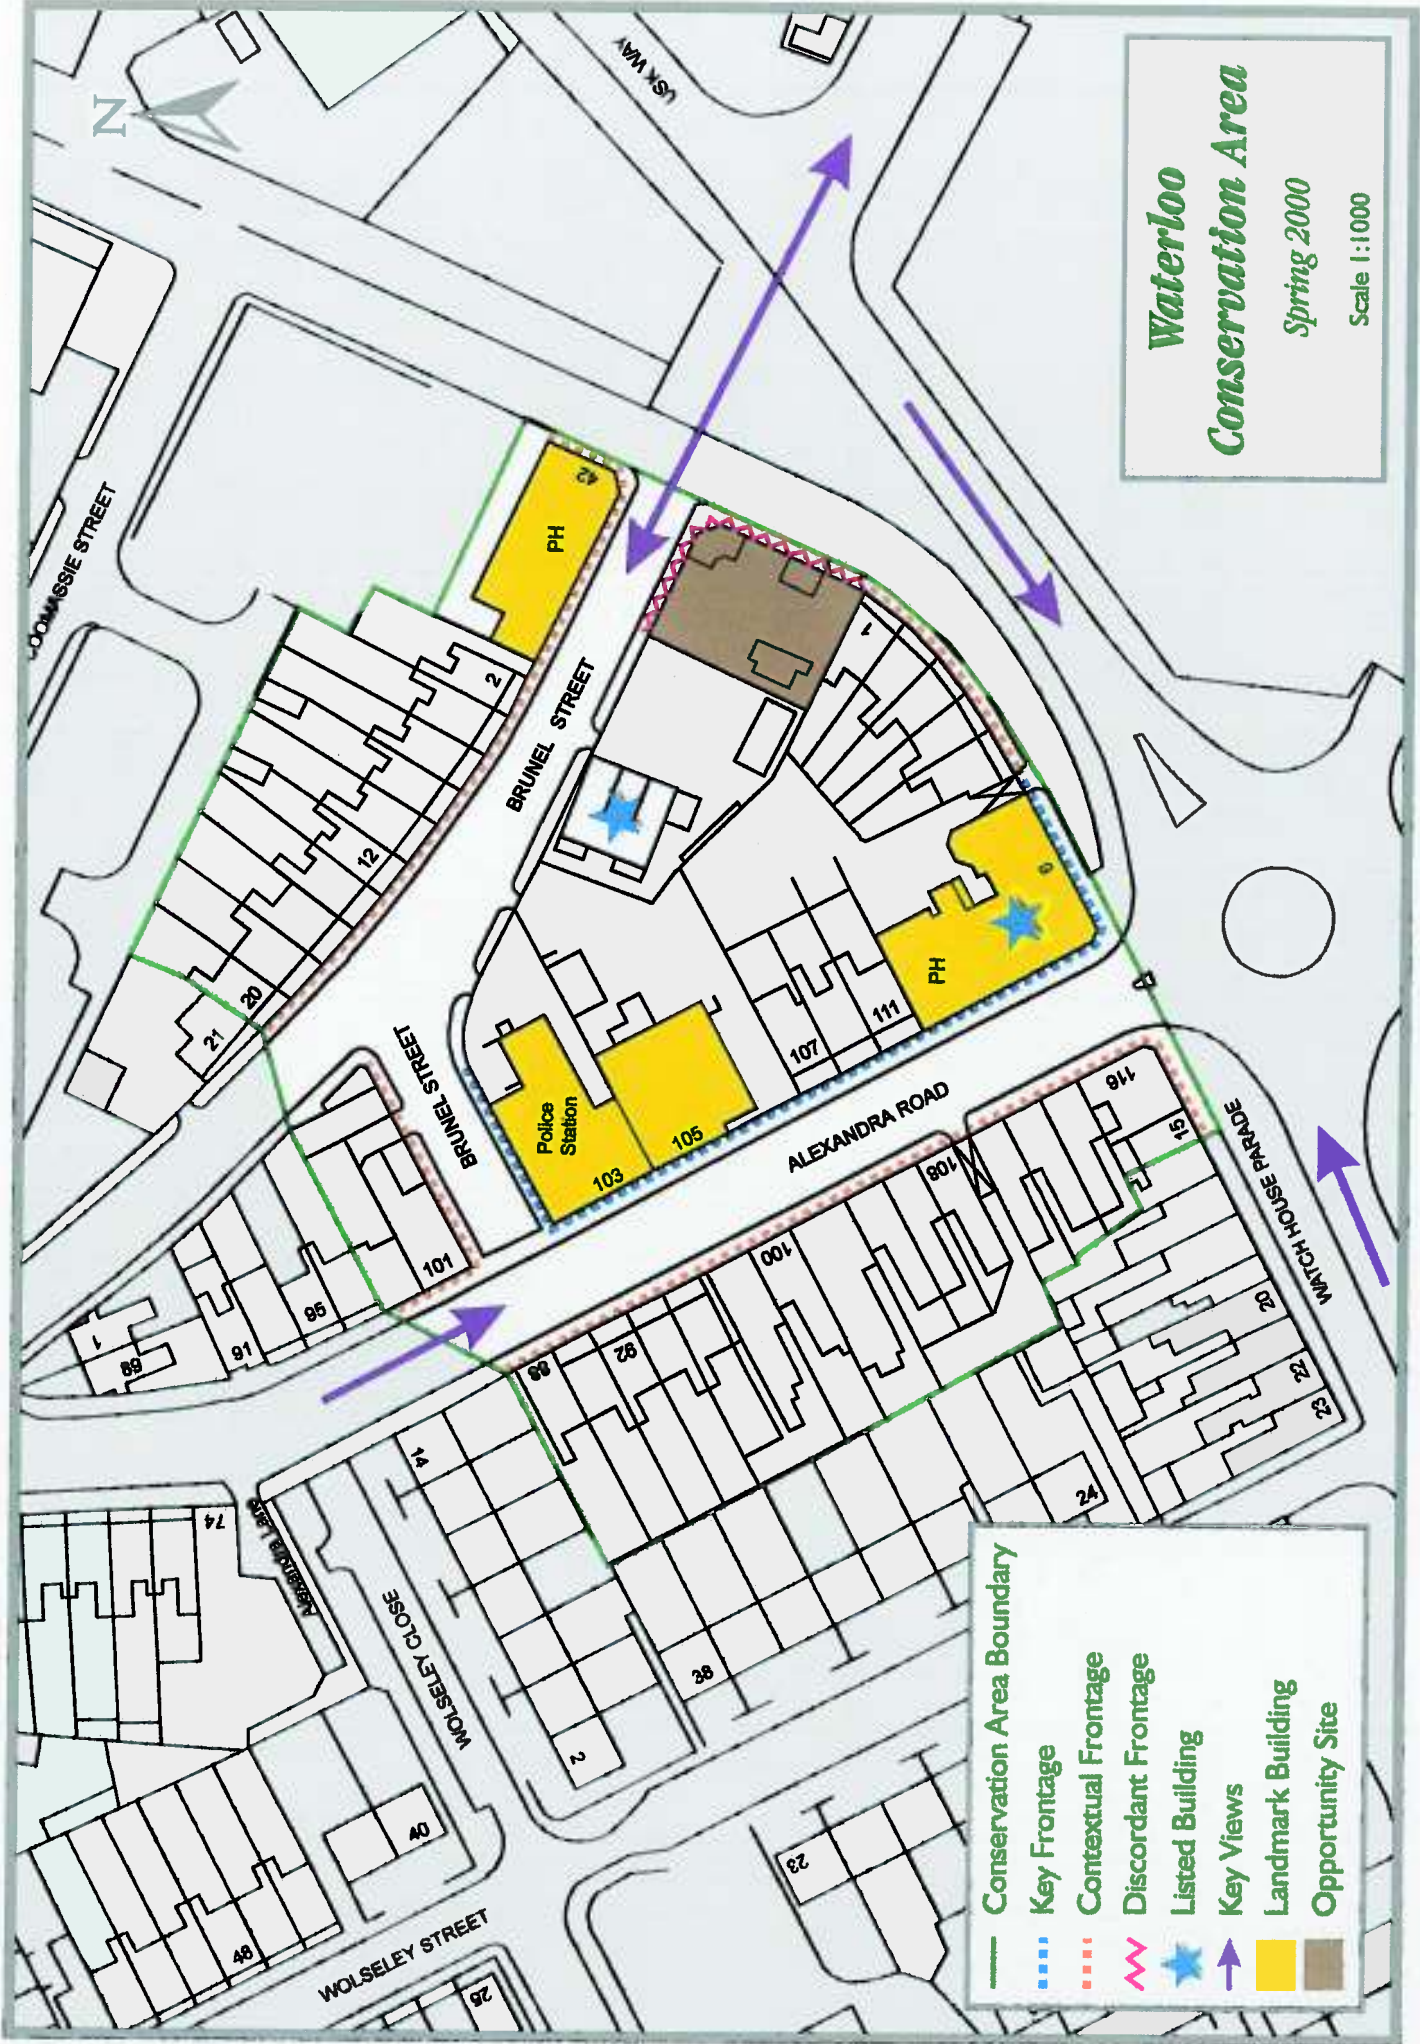 Waterloo
Conservation Area
Spring 2000
Scale 1:1000
N
USK WAY
COOMASSIE STREET
42
PH
2
BRUNEL STREET
12
20
21
1
BRUNEL STREET
Police
Station
103
105
107
111
PH
ALEXANDRA ROAD
101
95
91
89
1
88
92
100
108
116
15
WATCH HOUSE PARADE
20
22
23
24
14
74
Alexandra Lane
WOLSELEY CLOSE
38
2
40
48
WOLSELEY STREET
25
23
Conservation Area Boundary
Key Frontage
Contextual Frontage
Discordant Frontage
Listed Building
Key Views
Landmark Building
Opportunity Site